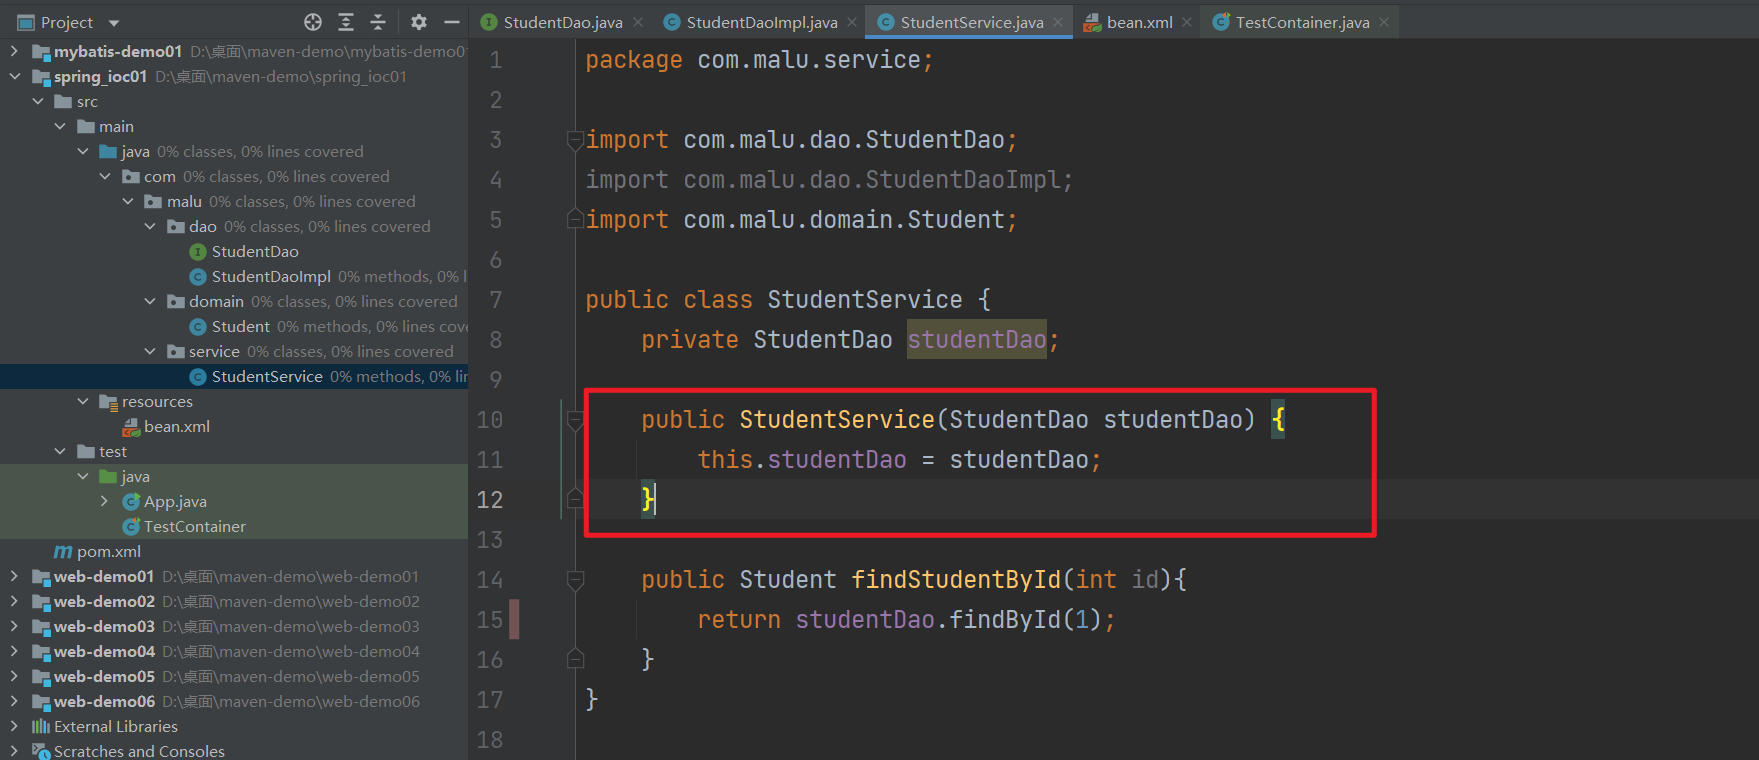 Project
StudentDao.java
StudentDaoImpl.java
StudentService.java
bean.xml
TestContainer.java
mybatis-demo01 D:\桌面\maven-demo\mybatis-demo01
spring_ioc01 D:\桌面\maven-demo\spring_ioc01
src
main
java 0% classes, 0% lines covered
com 0% classes, 0% lines covered
malu 0% classes, 0% lines covered
dao 0% classes, 0% lines covered
StudentDao
StudentDaoImpl 0% methods, 0% l
domain 0% classes, 0% lines covered
Student 0% methods, 0% lines cove
service 0% classes, 0% lines covered
StudentService 0% methods, 0% lin
resources
bean.xml
test
java
App.java
TestContainer
pom.xml
web-demo01 D:\桌面\maven-demo\web-demo01
web-demo02 D:\桌面\maven-demo\web-demo02
web-demo03 D:\桌面\maven-demo\web-demo03
web-demo04 D:\桌面\maven-demo\web-demo04
web-demo05 D:\桌面\maven-demo\web-demo05
web-demo06 D:\桌面\maven-demo\web-demo06
External Libraries
Scratches and Consoles
1 package com.malu.service;
2
3 import com.malu.dao.StudentDao;
4 import com.malu.dao.StudentDaoImpl;
5 import com.malu.domain.Student;
6
7 public class StudentService {
8 private StudentDao studentDao;
9
10 public StudentService(StudentDao studentDao) {
11 this.studentDao = studentDao;
12 }
13
14 public Student findStudentById(int id){
15 return studentDao.findById(1);
16 }
17 }
18